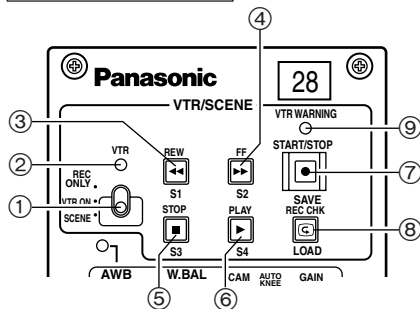 ④
Panasonic
28
VTR/SCENE
③
VTR WARNING
⑨
②
VTR
REW
FF
START/STOP
REC
ONLY
S1
S2
⑦
①
VTR ON
SAVE
SCENE
STOP
PLAY
REC CHK
⑧
S3
S4
LOAD
AWB
W.BAL
CAM
AUTO
KNEE
GAIN
⑤
⑥